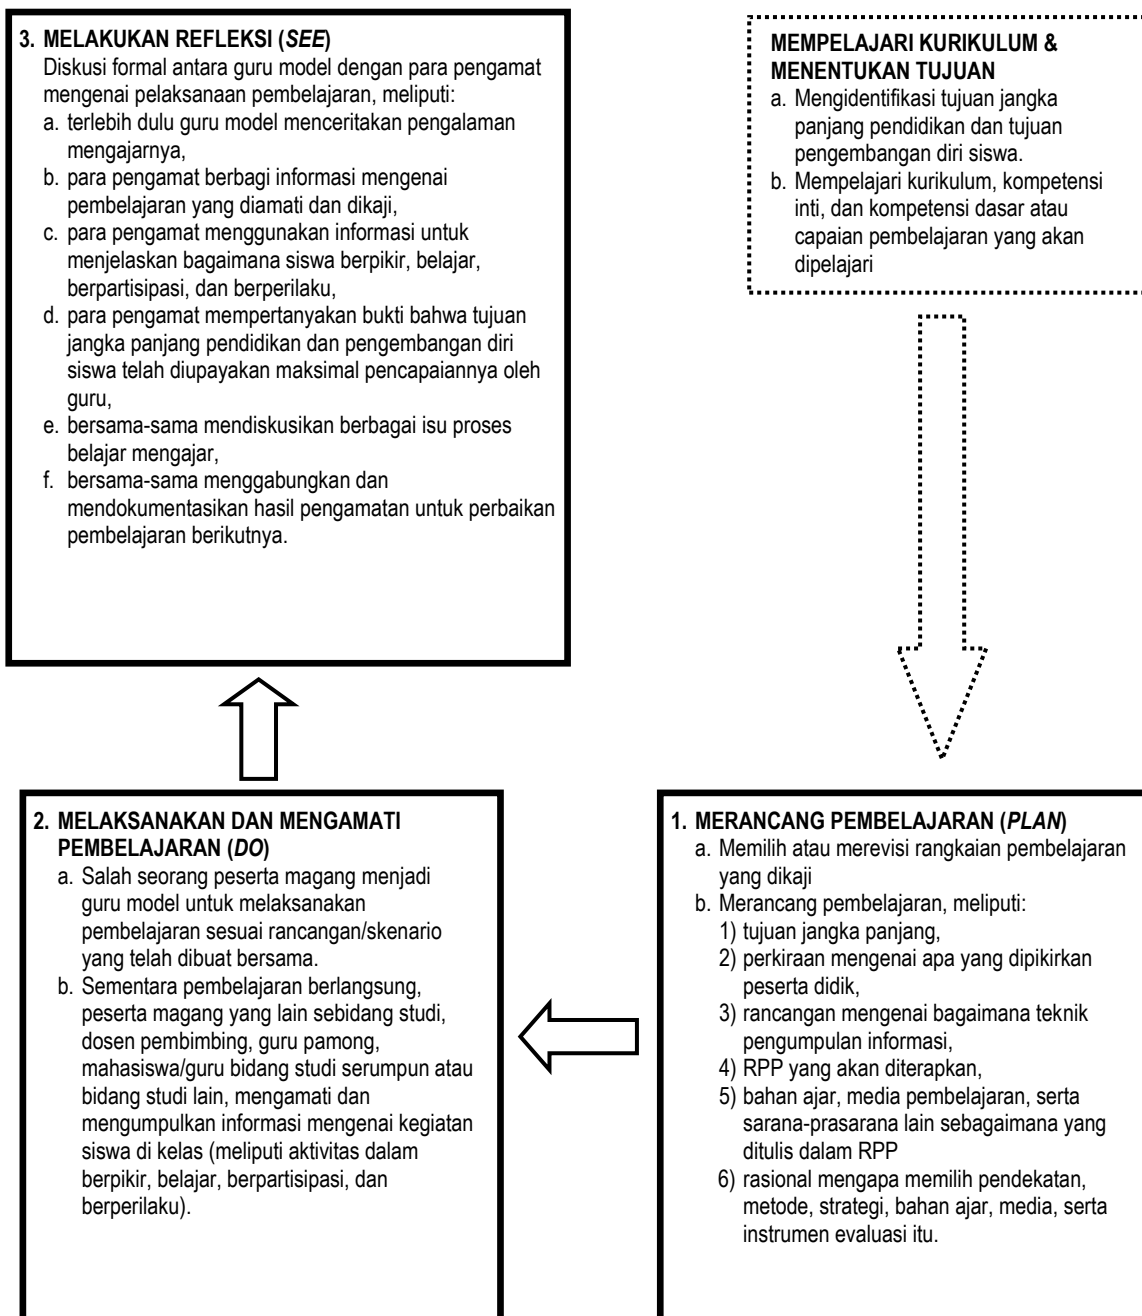 3. MELAKUKAN REFLEKSI (SEE)
Diskusi formal antara guru model dengan para pengamat
mengenai pelaksanaan pembelajaran, meliputi:
a. terlebih dulu guru model menceritakan pengalaman
mengajarnya,
b. para pengamat berbagi informasi mengenai
pembelajaran yang diamati dan dikaji,
c. para pengamat menggunakan informasi untuk
menjelaskan bagaimana siswa berpikir, belajar,
berpartisipasi, dan berperilaku,
d. para pengamat mempertanyakan bukti bahwa tujuan
jangka panjang pendidikan dan pengembangan diri
siswa telah diupayakan maksimal pencapaiannya oleh
guru,
e. bersama-sama mendiskusikan berbagai isu proses
belajar mengajar,
f. bersama-sama menggabungkan dan
mendokumentasikan hasil pengamatan untuk perbaikan
pembelajaran berikutnya.
MEMPELAJARI KURIKULUM &
MENENTUKAN TUJUAN
a. Mengidentifikasi tujuan jangka
panjang pendidikan dan tujuan
pengembangan diri siswa.
b. Mempelajari kurikulum, kompetensi
inti, dan kompetensi dasar atau
capaian pembelajaran yang akan
dipelajari
2. MELAKSANAKAN DAN MENGAMATI
PEMBELAJARAN (DO)
a. Salah seorang peserta magang menjadi
guru model untuk melaksanakan
pembelajaran sesuai rancangan/skenario
yang telah dibuat bersama.
b. Sementara pembelajaran berlangsung,
peserta magang yang lain sebidang studi,
dosen pembimbing, guru pamong,
mahasiswa/guru bidang studi serumpun atau
bidang studi lain, mengamati dan
mengumpulkan informasi mengenai kegiatan
siswa di kelas (meliputi aktivitas dalam
berpikir, belajar, berpartisipasi, dan
berperilaku).
1. MERANCANG PEMBELAJARAN (PLAN)
a. Memilih atau merevisi rangkaian pembelajaran
yang dikaji
b. Merancang pembelajaran, meliputi:
1) tujuan jangka panjang,
2) perkiraan mengenai apa yang dipikirkan
peserta didik,
3) rancangan mengenai bagaimana teknik
pengumpulan informasi,
4) RPP yang akan diterapkan,
5) bahan ajar, media pembelajaran, serta
sarana-prasarana lain sebagaimana yang
ditulis dalam RPP
6) rasional mengapa memilih pendekatan,
metode, strategi, bahan ajar, media, serta
instrumen evaluasi itu.